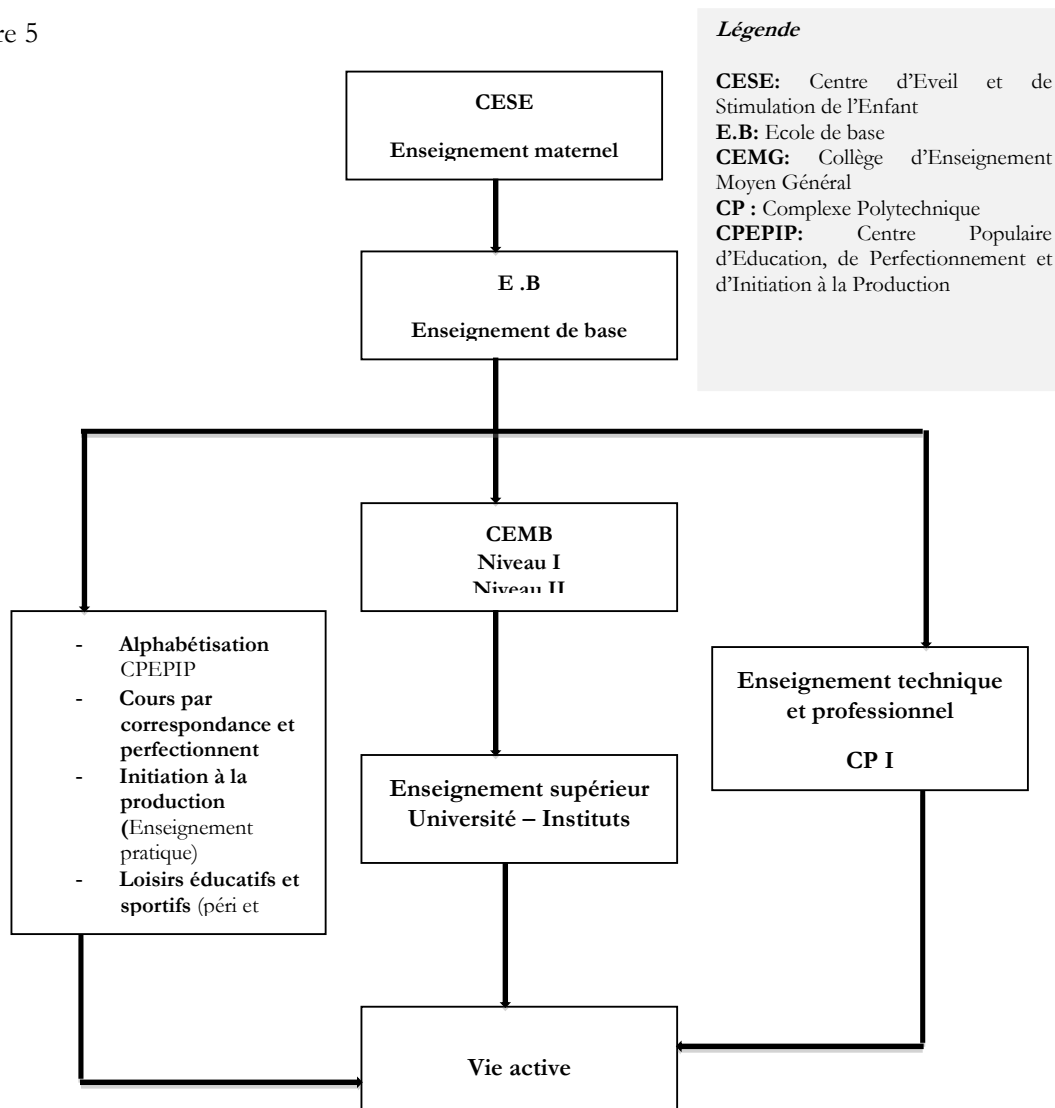 re 5
Légende
CESE: Centre d'Eveil et de
Stimulation de l'Enfant
E.B: Ecole de base
CEMG: Collège d'Enseignement
Moyen Général
CP : Complexe Polytechnique
CPEPIP: Centre Populaire
d'Education, de Perfectionnement et
d'Initiation à la Production
CESE
Enseignement maternel
E .B
Enseignement de base
CEMB
Niveau I
Niveau II
- Alphabétisation
CPEPIP
- Cours par
correspondance et
perfectionnent
- Initiation à la
production
(Enseignement
pratique)
- Loisirs éducatifs et
sportifs (péri et
Enseignement supérieur
Université – Instituts
Enseignement technique
et professionnel
CP I
Vie active